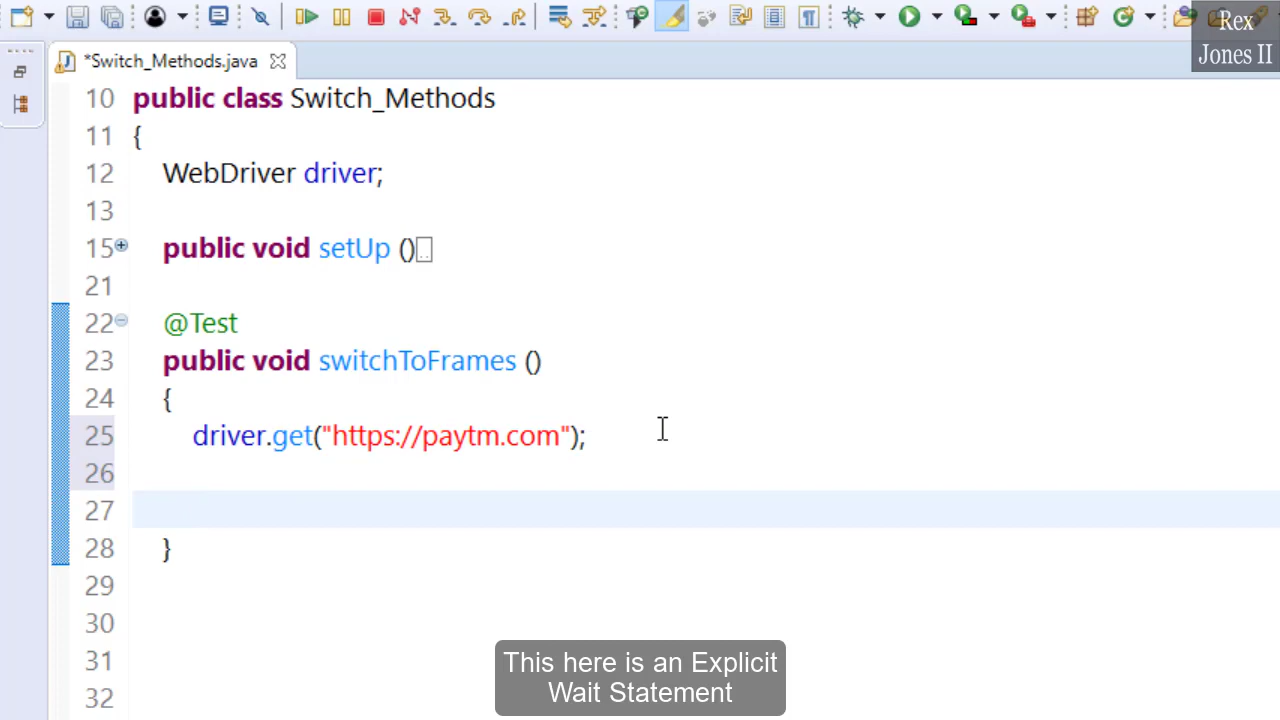 Rex
Jones II
*Switch_Methods.java
10 public class Switch_Methods
11 {
12 WebDriver driver;
13
15 public void setUp ()
21
22 @Test
23 public void switchToFrames ()
24 {
25 driver.get("https://paytm.com");
26
27
28 }
29
30
31
32
This here is an Explicit
Wait Statement